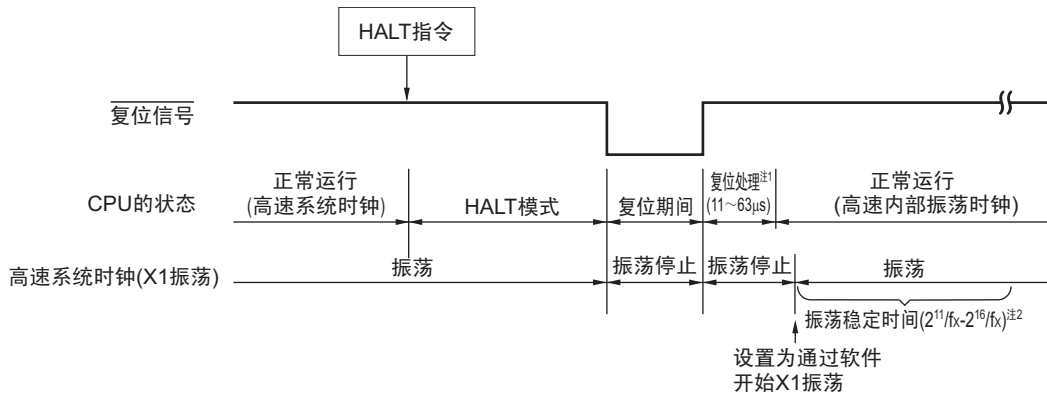 HALT指令
复位信号
CPU的状态
正常运行
(高速系统时钟)
HALT模式
复位期间
复位处理注1
(11～63μs)
正常运行
(高速内部振荡时钟)
高速系统时钟(X1振荡)
振荡
振荡停止
振荡停止
振荡
振荡稳定时间(2^11/fx-2^16/fx)注2
设置为通过软件
开始X1振荡